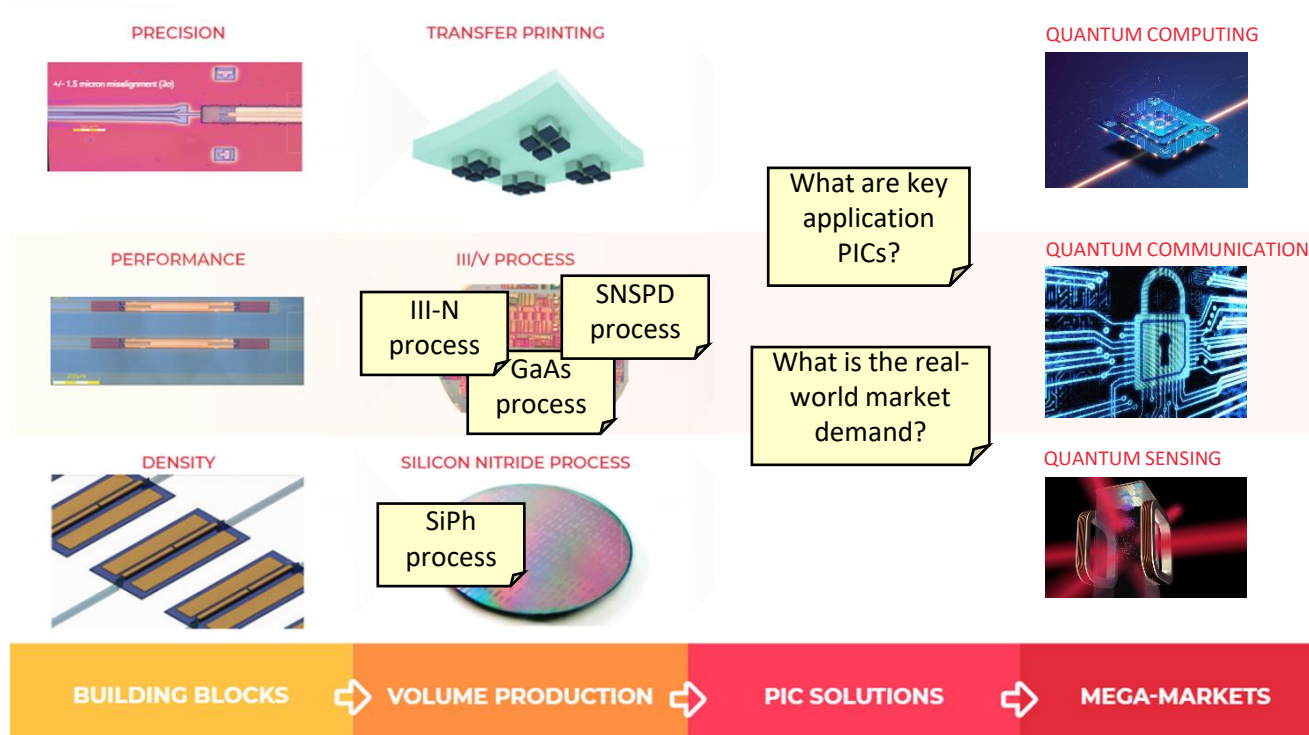 PRECISION
TRANSFER PRINTING
QUANTUM COMPUTING
+/- 1.5 micron misalignment (3σ)
What are key
application
PICs?
PERFORMANCE
III/V PROCESS
QUANTUM COMMUNICATION
III-N
process
SNSPD
process
GaAs
process
What is the real-
world market
demand?
DENSITY
SILICON NITRIDE PROCESS
QUANTUM SENSING
SiPh
process
BUILDING BLOCKS
VOLUME PRODUCTION
PIC SOLUTIONS
MEGA-MARKETS